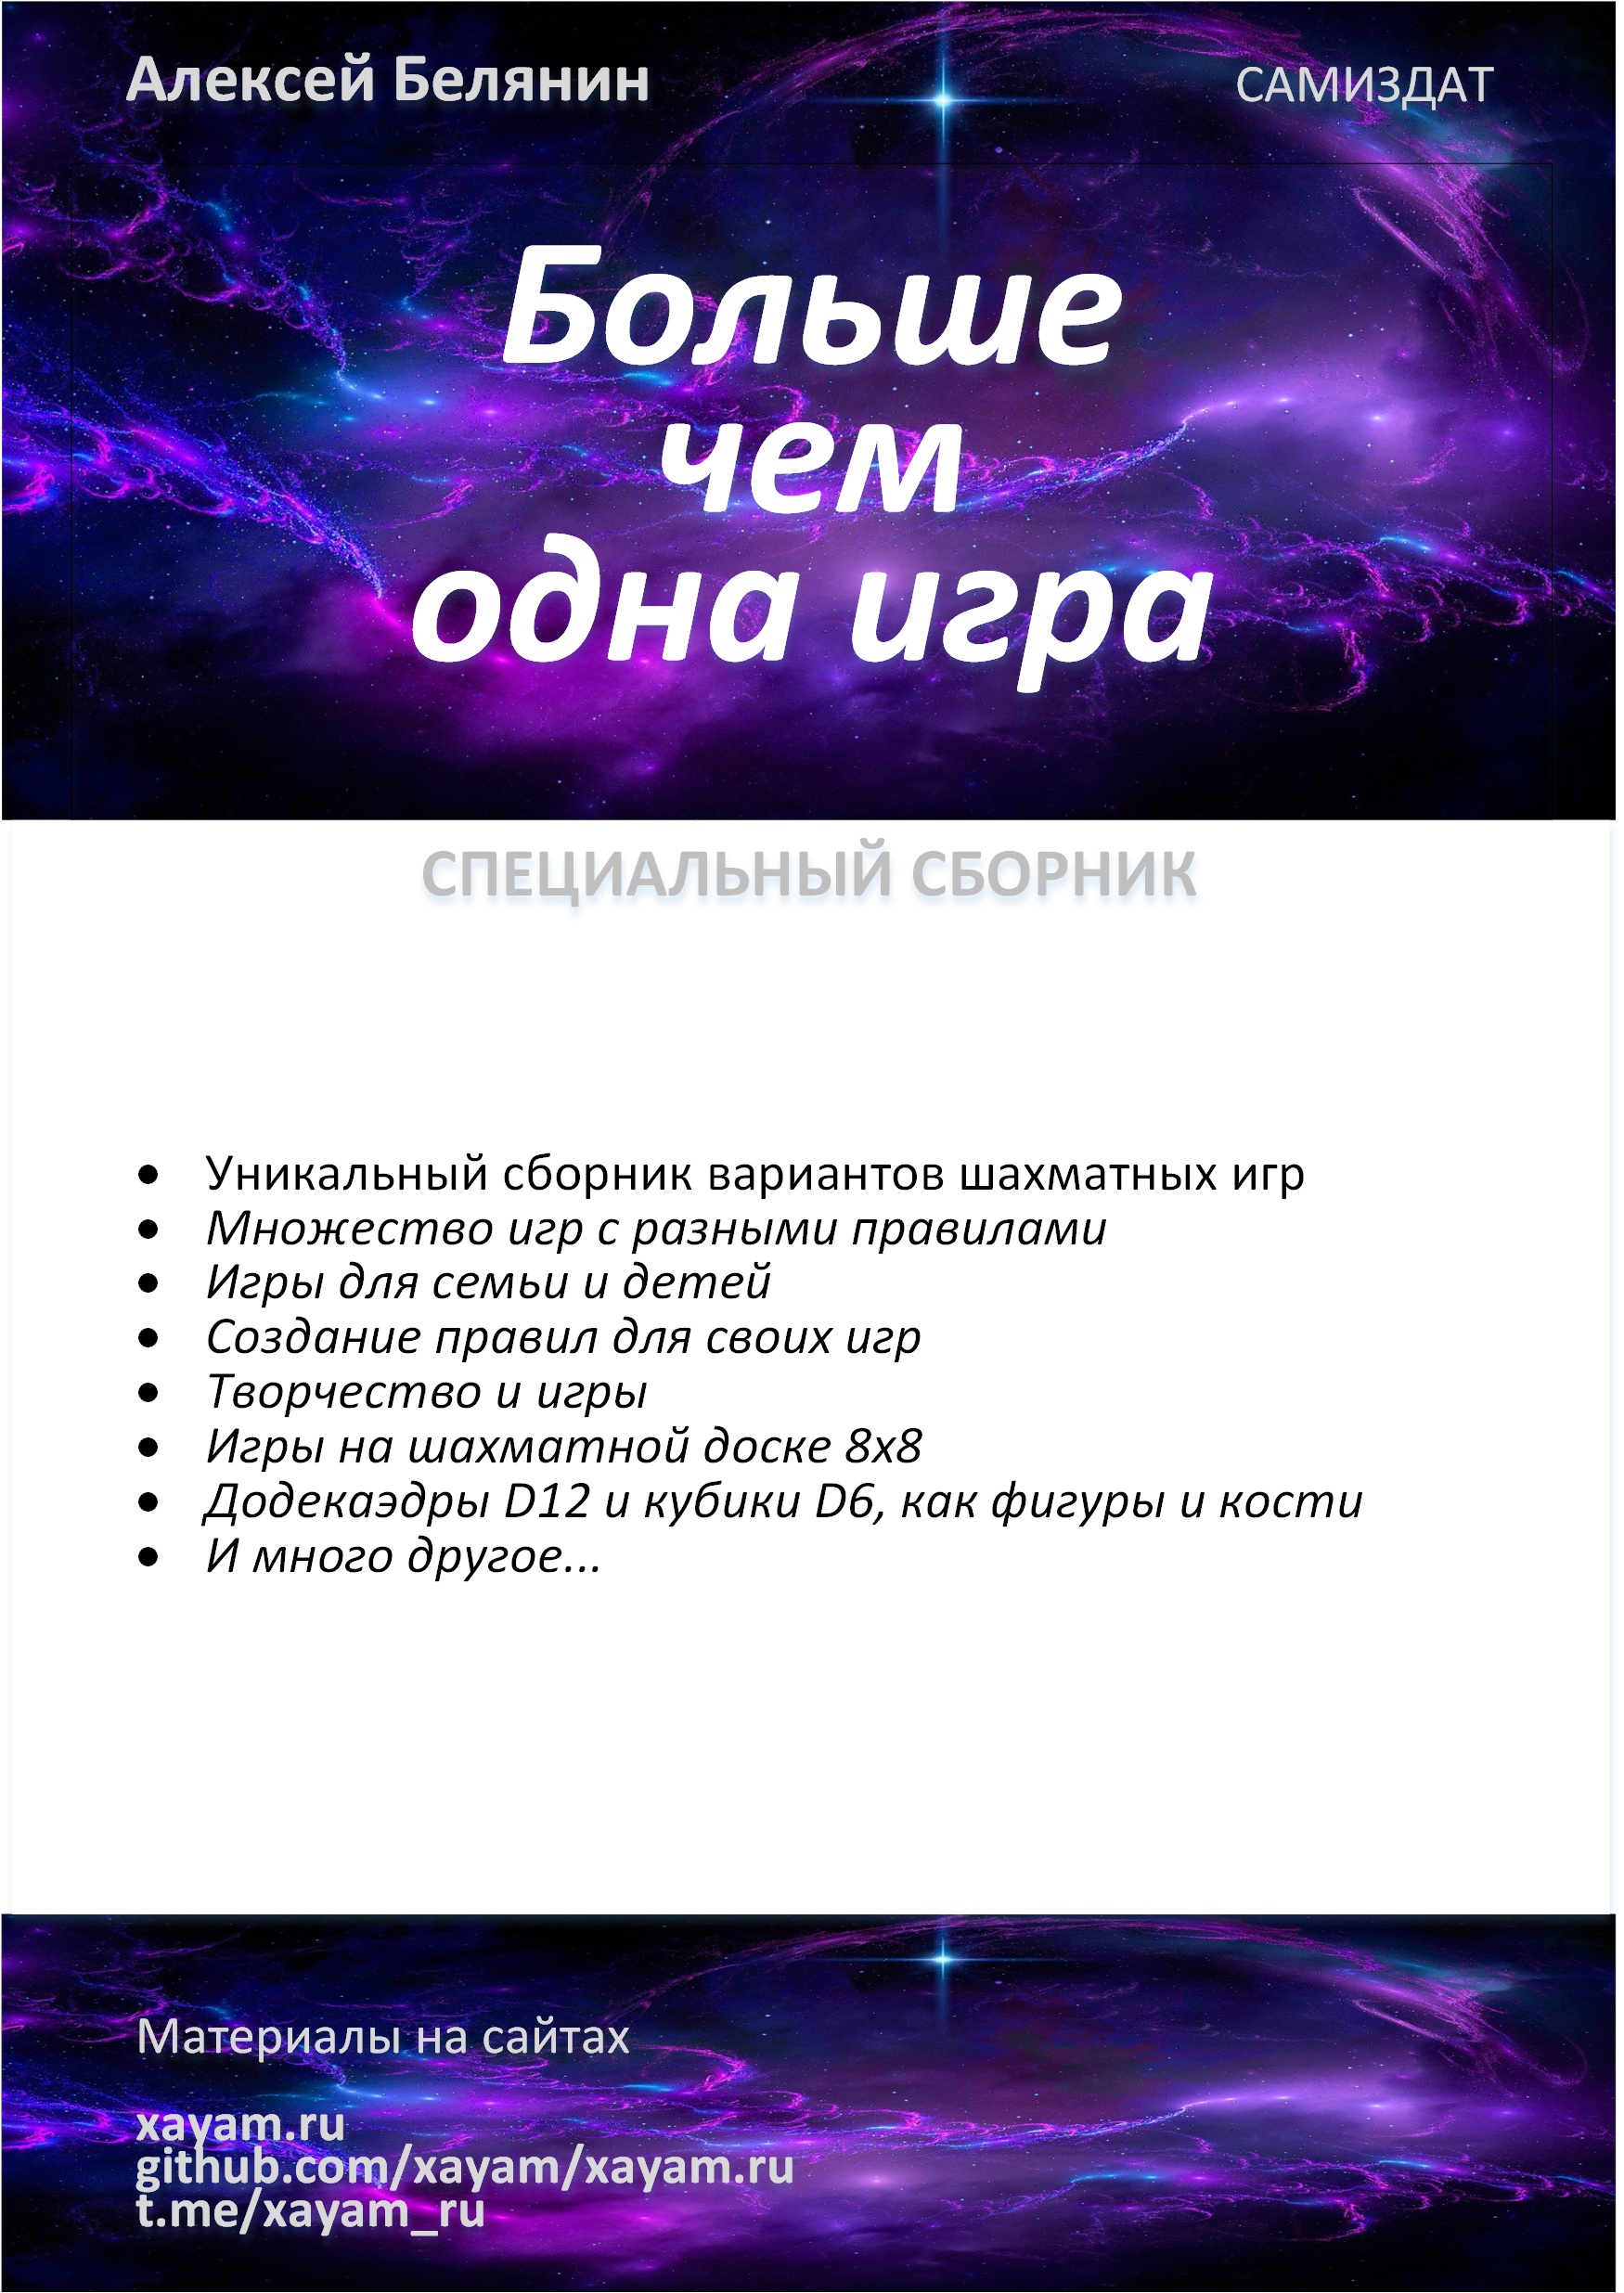 Алексей Белянин
САМИЗДАТ
Больше
чем
одна игра
СПЕЦИАЛЬНЫЙ СБОРНИК
• Уникальный сборник вариантов шахматных игр
• Множество игр с разными правилами
• Игры для семьи и детей
• Создание правил для своих игр
• Творчество и игры
• Игры на шахматной доске 8х8
• Додекаэдры D12 и кубики D6, как фигуры и кости
• И много другое...
Материалы на сайтах
xayam.ru
github.com/xayam/xayam.ru
t.me/xayam_ru